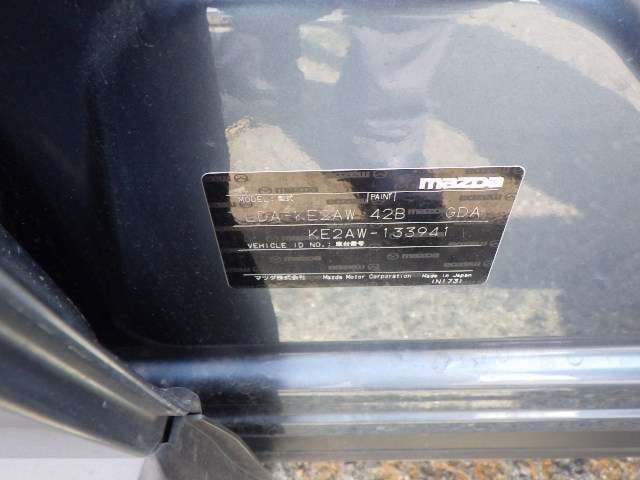 mazda
MODEL:型式 PAINT
LDA-KE2AW 42B GDA
KE2AW-133941
VEHICLE ID NO.:車台番号
マツダ株式会社 Mazda Motor Corporation Made in Japan
1N1731